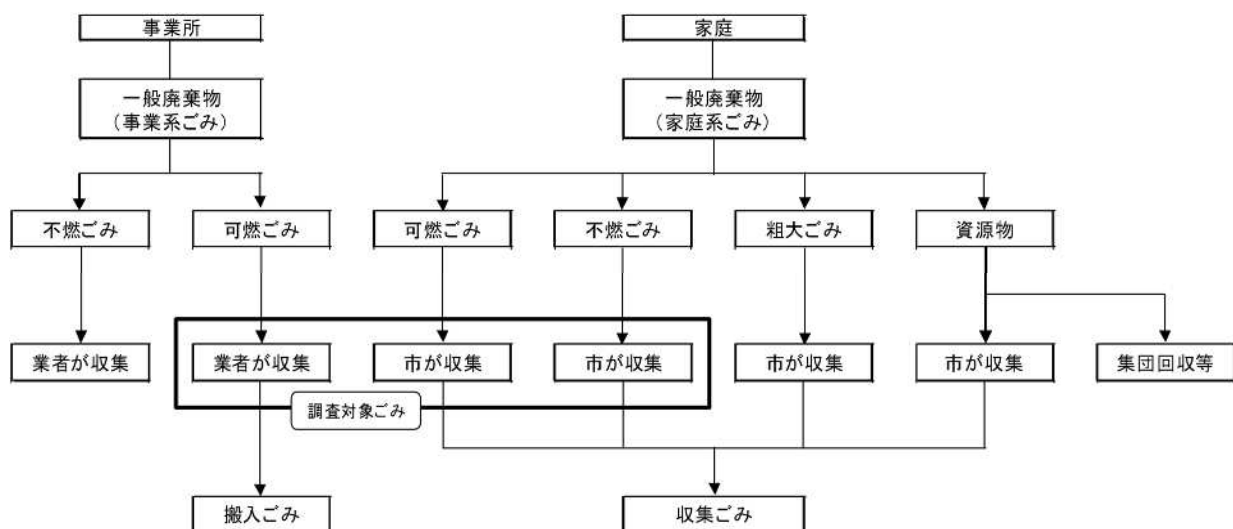 事業所
家庭
一般廃棄物
（事業系ごみ）
一般廃棄物
（家庭系ごみ）
不燃ごみ
可燃ごみ
可燃ごみ
不燃ごみ
粗大ごみ
資源物
業者が収集
業者が収集
市が収集
市が収集
市が収集
市が収集
集団回収等
調査対象ごみ
搬入ごみ
収集ごみ